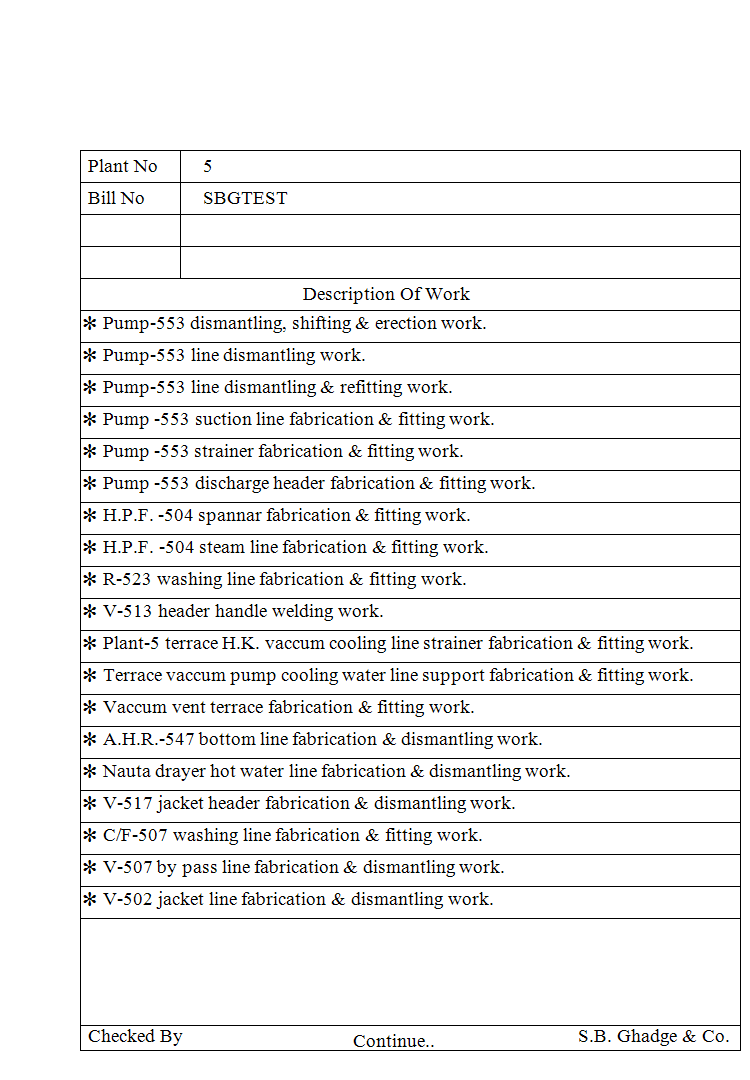 Plant No 5
Bill No SBGTEST
Description Of Work
✻ Pump-553 dismantling, shifting & erection work.
✻ Pump-553 line dismantling work.
✻ Pump-553 line dismantling & refitting work.
✻ Pump -553 suction line fabrication & fitting work.
✻ Pump -553 strainer fabrication & fitting work.
✻ Pump -553 discharge header fabrication & fitting work.
✻ H.P.F. -504 spannar fabrication & fitting work.
✻ H.P.F. -504 steam line fabrication & fitting work.
✻ R-523 washing line fabrication & fitting work.
✻ V-513 header handle welding work.
✻ Plant-5 terrace H.K. vaccum cooling line strainer fabrication & fitting work.
✻ Terrace vaccum pump cooling water line support fabrication & fitting work.
✻ Vaccum vent terrace fabrication & fitting work.
✻ A.H.R.-547 bottom line fabrication & dismantling work.
✻ Nauta drayer hot water line fabrication & dismantling work.
✻ V-517 jacket header fabrication & dismantling work.
✻ C/F-507 washing line fabrication & fitting work.
✻ V-507 by pass line fabrication & dismantling work.
✻ V-502 jacket line fabrication & dismantling work.
Checked By Continue.. S.B. Ghadge & Co.